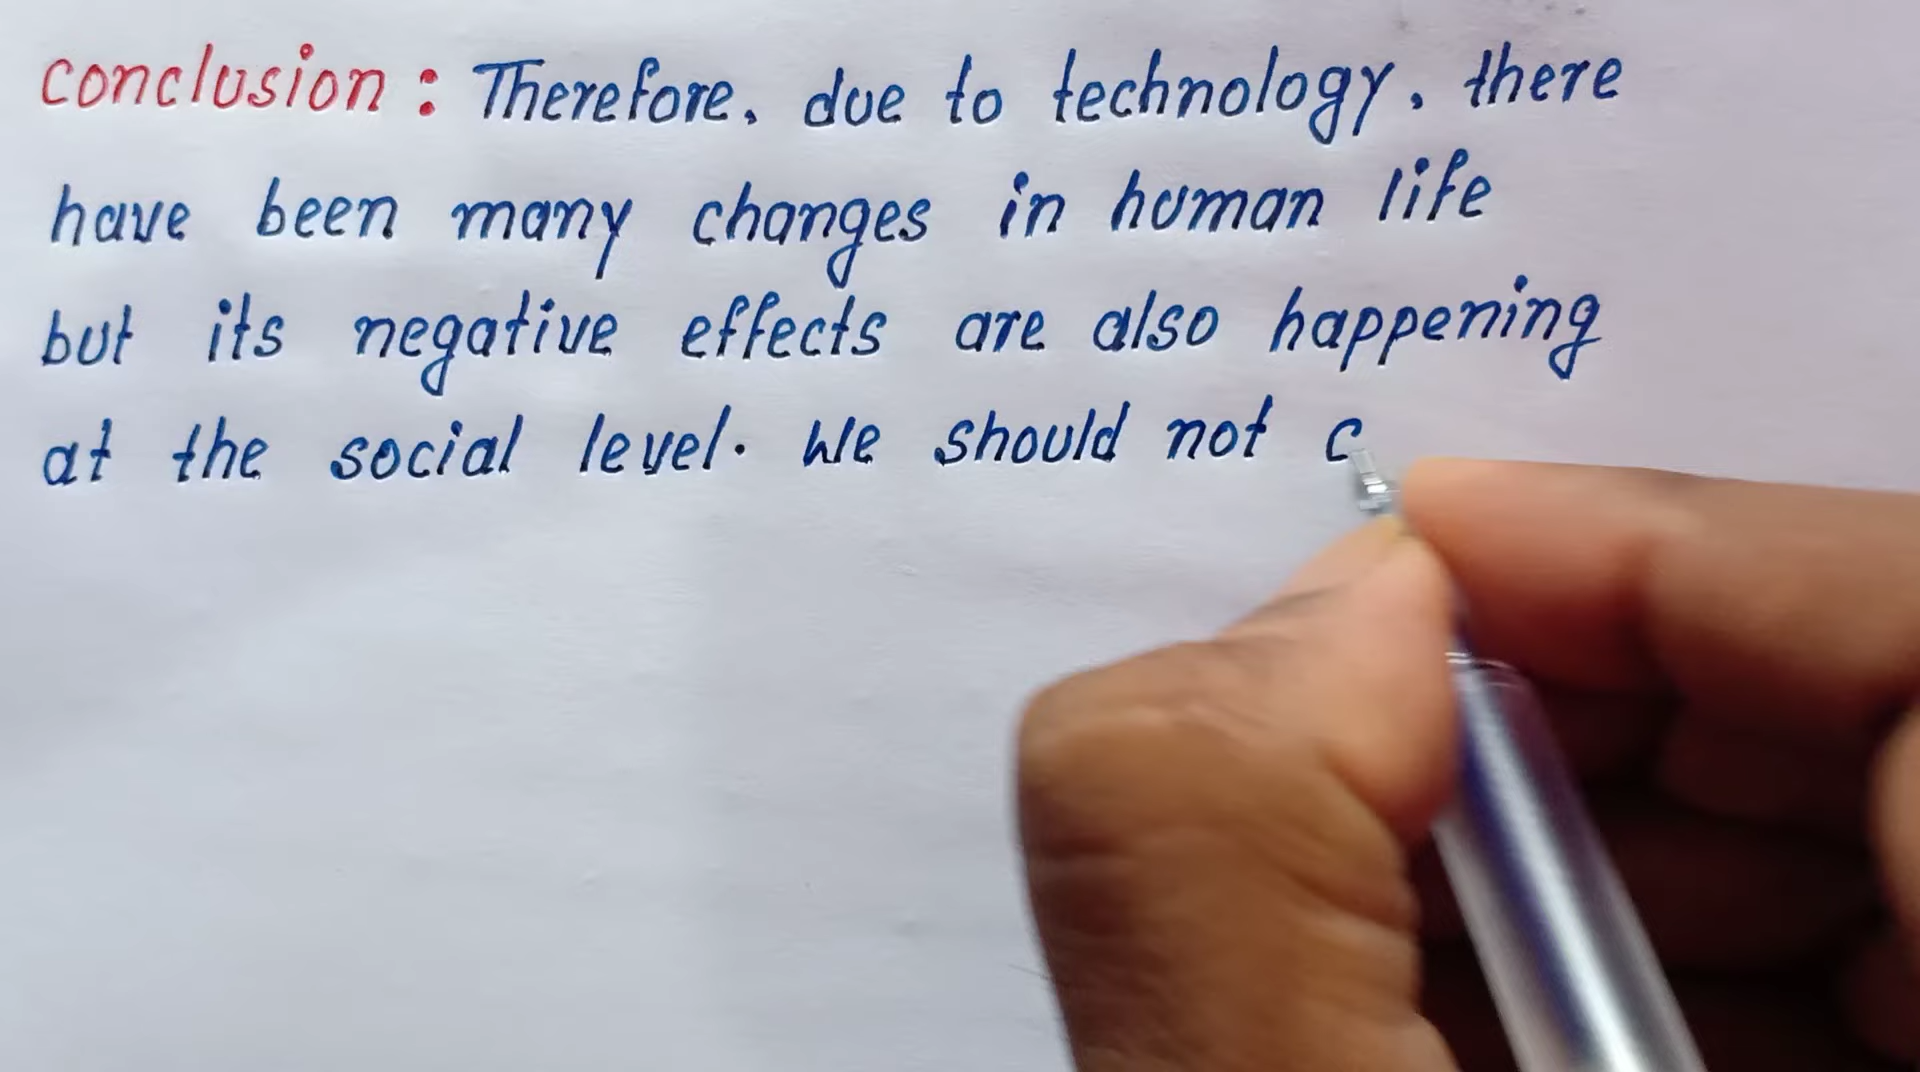 conclusion : Therefore, due to technology, there
have been many changes in human life
but its negative effects are also happening
at the social level. We should not c